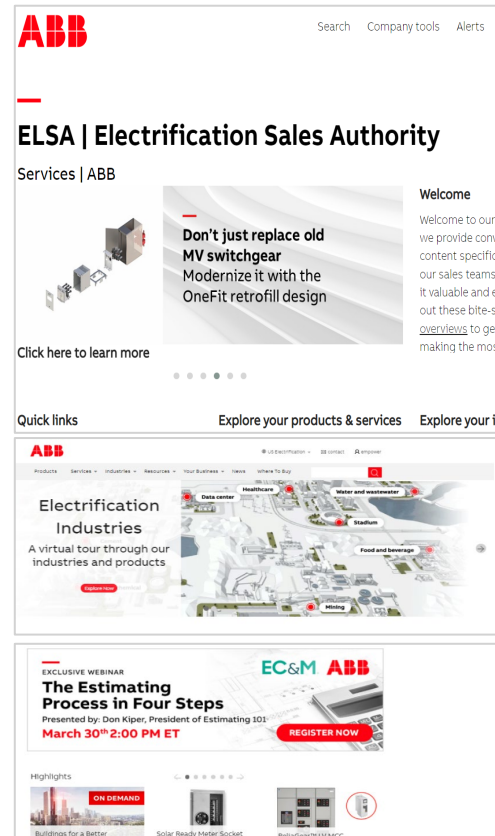 ABB
Search Company tools Alerts
ELSA | Electrification Sales Authority
Services | ABB
Don't just replace old
MV switchgear
Modernize it with the
OneFit retrofill design
Click here to learn more
Welcome
Welcome to our
we provide conv
content specific
our sales teams
it valuable and e
out these bite-s
overviews to ge
making the mos
Quick links
Explore your products & services
Explore your i
ABB
US Electrification
contact
empower
Products Services Industries Resources Your Business News Where To Buy
Electrification
Industries
A virtual tour through our
industries and products
Explore Now
Healthcare
Data center
Water and wastewater
Stadium
Food and beverage
Mining
EXCLUSIVE WEBINAR
The Estimating
Process in Four Steps
Presented by: Don Kiper, President of Estimating 101
March 30th 2:00 PM ET
EC&M ABB
REGISTER NOW
Highlights
ON DEMAND
Buildings for a Better
Solar Ready Meter Socket